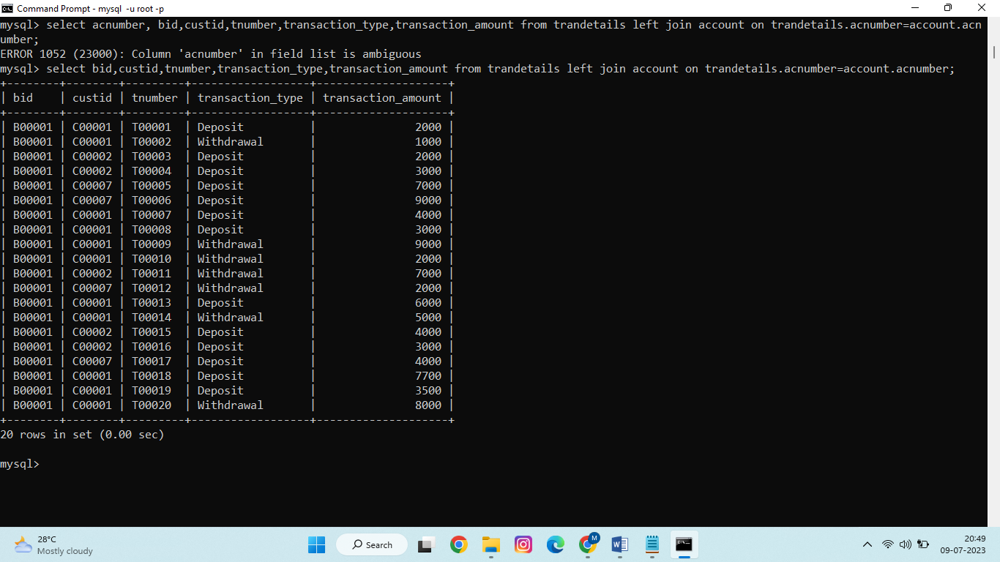 Command Prompt - mysql -u root -p
mysql> select acnumber, bid,custid,tnumber,transaction_type,transaction_amount from trandetails left join account on trandetails.acnumber=account.acn
umber;
ERROR 1052 (23000): Column 'acnumber' in field list is ambiguous
mysql> select bid,custid,tnumber,transaction_type,transaction_amount from trandetails left join account on trandetails.acnumber=account.acnumber;
+--------+--------+---------+------------------+--------------------+
| bid    | custid | tnumber | transaction_type | transaction_amount |
+--------+--------+---------+------------------+--------------------+
| B00001 | C00001 | T00001  | Deposit          |               2000 |
| B00001 | C00001 | T00002  | Withdrawal       |               1000 |
| B00001 | C00002 | T00003  | Deposit          |               2000 |
| B00001 | C00002 | T00004  | Deposit          |               3000 |
| B00001 | C00007 | T00005  | Deposit          |               7000 |
| B00001 | C00007 | T00006  | Deposit          |               9000 |
| B00001 | C00001 | T00007  | Deposit          |               4000 |
| B00001 | C00001 | T00008  | Deposit          |               3000 |
| B00001 | C00001 | T00009  | Withdrawal       |               9000 |
| B00001 | C00001 | T00010  | Withdrawal       |               2000 |
| B00001 | C00002 | T00011  | Withdrawal       |               7000 |
| B00001 | C00007 | T00012  | Withdrawal       |               2000 |
| B00001 | C00001 | T00013  | Deposit          |               6000 |
| B00001 | C00001 | T00014  | Withdrawal       |               5000 |
| B00001 | C00002 | T00015  | Deposit          |               4000 |
| B00001 | C00002 | T00016  | Deposit          |               3000 |
| B00001 | C00007 | T00017  | Deposit          |               4000 |
| B00001 | C00001 | T00018  | Deposit          |               7700 |
| B00001 | C00001 | T00019  | Deposit          |               3500 |
| B00001 | C00001 | T00020  | Withdrawal       |               8000 |
+--------+--------+---------+------------------+--------------------+
20 rows in set (0.00 sec)
mysql>
28°C
Mostly cloudy
Search
M
W
20:49
09-07-2023